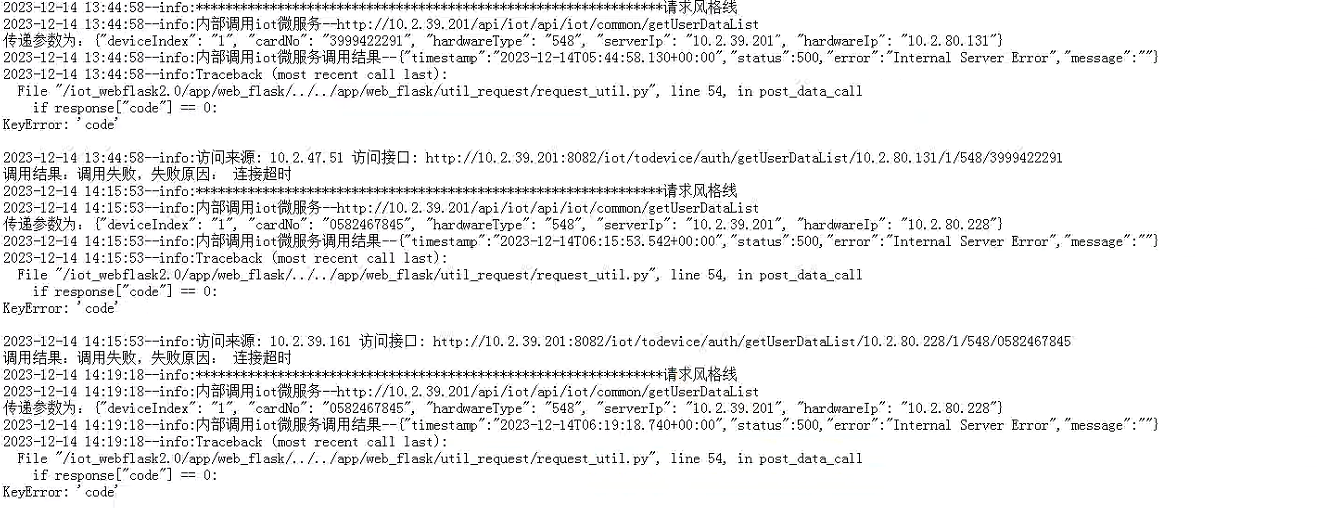 2023-12-14 13:44:58--info:***************************************************************请求风格线
2023-12-14 13:44:58--info:内部调用iot微服务--http://10.2.39.201/api/iot/api/iot/common/getUserDataList
传递参数为: {"deviceIndex": "1", "cardNo": "3999422291", "hardwareType": "548", "serverIp": "10.2.39.201", "hardwareIp": "10.2.80.131"}
2023-12-14 13:44:58--info:内部调用iot微服务调用结果--{"timestamp":"2023-12-14T05:44:58.130+00:00","status":500,"error":"Internal Server Error","message":""}
2023-12-14 13:44:58--info:Traceback (most recent call last):
  File "/iot_webflask2.0/app/web_flask/../../app/web_flask/util_request/request_util.py", line 54, in post_data_call
    if response["code"] == 0:
KeyError: 'code'
2023-12-14 13:44:58--info:访问来源: 10.2.47.51 访问接口: http://10.2.39.201:8082/iot/todevice/auth/getUserDataList/10.2.80.131/1/548/3999422291
调用结果: 调用失败, 失败原因: 连接超时
2023-12-14 14:15:53--info:***************************************************************请求风格线
2023-12-14 14:15:53--info:内部调用iot微服务--http://10.2.39.201/api/iot/api/iot/common/getUserDataList
传递参数为: {"deviceIndex": "1", "cardNo": "0582467845", "hardwareType": "548", "serverIp": "10.2.39.201", "hardwareIp": "10.2.80.228"}
2023-12-14 14:15:53--info:内部调用iot微服务调用结果--{"timestamp":"2023-12-14T06:15:53.542+00:00","status":500,"error":"Internal Server Error","message":""}
2023-12-14 14:15:53--info:Traceback (most recent call last):
  File "/iot_webflask2.0/app/web_flask/../../app/web_flask/util_request/request_util.py", line 54, in post_data_call
    if response["code"] == 0:
KeyError: 'code'
2023-12-14 14:15:53--info:访问来源: 10.2.39.161 访问接口: http://10.2.39.201:8082/iot/todevice/auth/getUserDataList/10.2.80.228/1/548/0582467845
调用结果: 调用失败, 失败原因: 连接超时
2023-12-14 14:19:18--info:***************************************************************请求风格线
2023-12-14 14:19:18--info:内部调用iot微服务--http://10.2.39.201/api/iot/api/iot/common/getUserDataList
传递参数为: {"deviceIndex": "1", "cardNo": "0582467845", "hardwareType": "548", "serverIp": "10.2.39.201", "hardwareIp": "10.2.80.228"}
2023-12-14 14:19:18--info:内部调用iot微服务调用结果--{"timestamp":"2023-12-14T06:19:18.740+00:00","status":500,"error":"Internal Server Error","message":""}
2023-12-14 14:19:18--info:Traceback (most recent call last):
  File "/iot_webflask2.0/app/web_flask/../../app/web_flask/util_request/request_util.py", line 54, in post_data_call
    if response["code"] == 0:
KeyError: 'code'